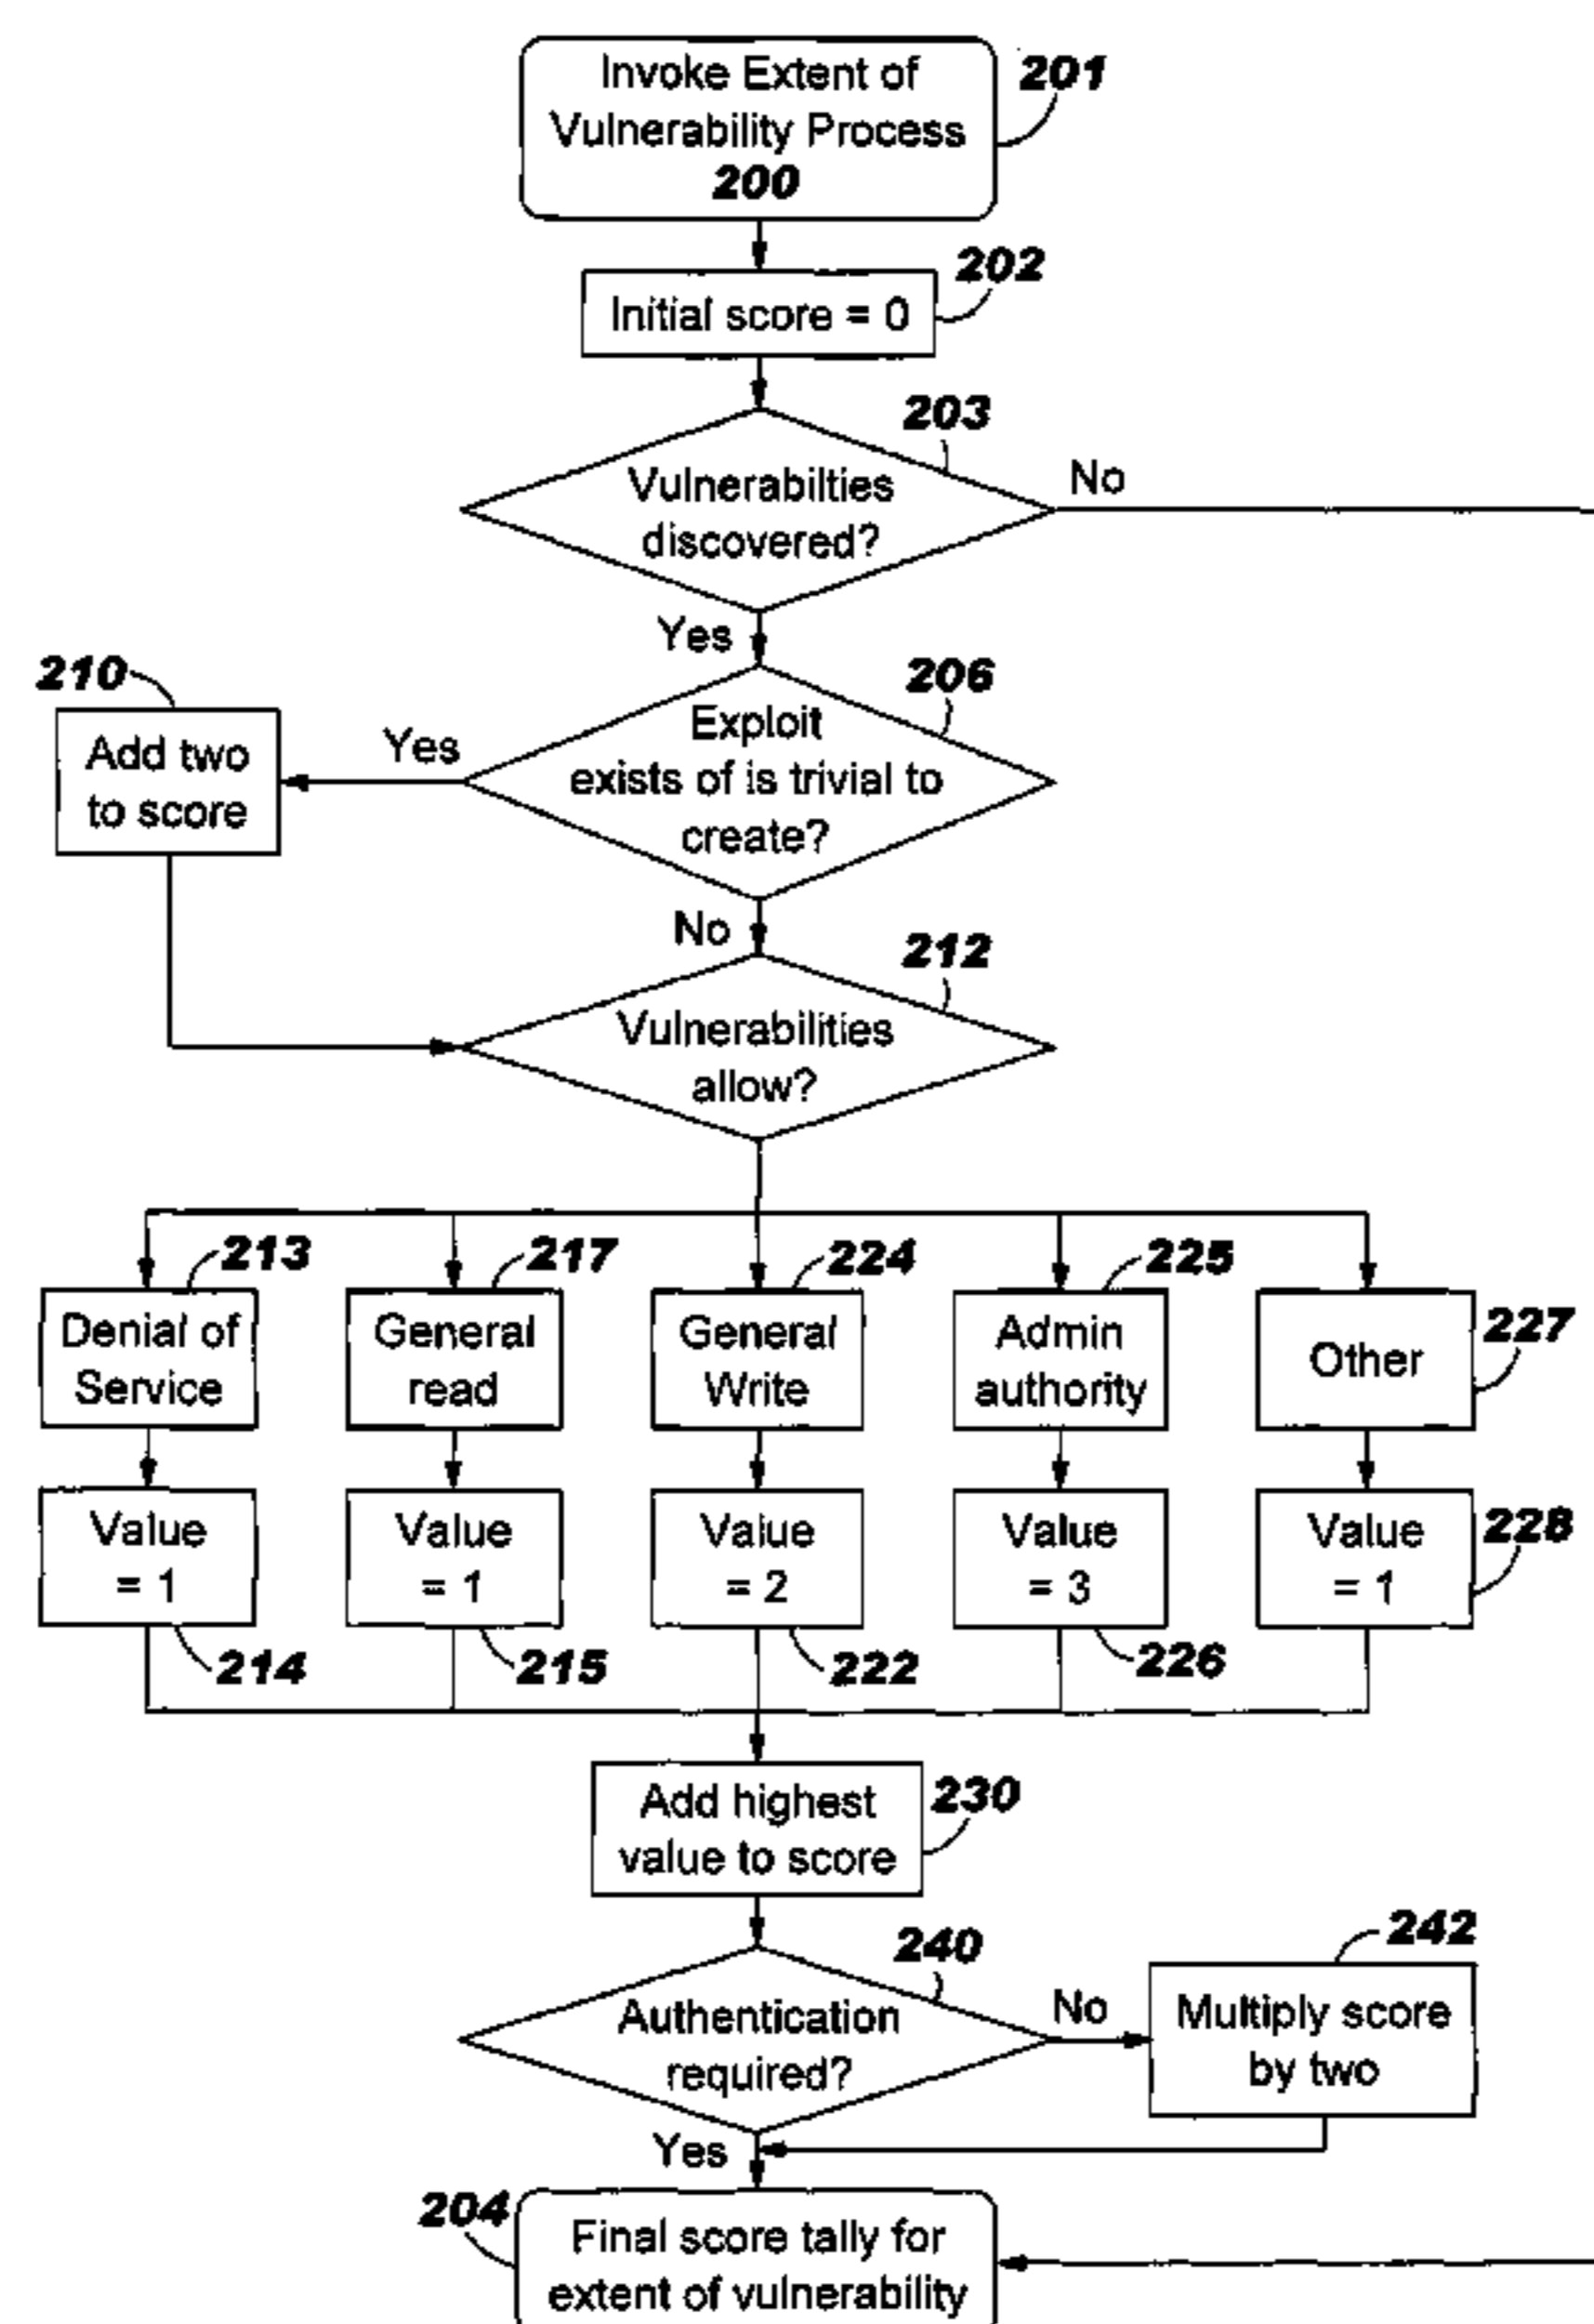 Invoke Extent of
Vulnerability Process
200
201
Initial score = 0
202
203
Vulnerabilties
discovered?
No
Yes
206
Exploit
exists of is trivial to
create?
Yes
210
Add two
to score
No
212
Vulnerabilities
allow?
213
217
224
225
Denial of
Service
General
read
General
Write
Admin
authority
Other
227
Value
= 1
Value
= 1
Value
= 2
Value
= 3
Value
= 1
228
214
215
222
226
Add highest
value to score
230
240
Authentication
required?
No
242
Multiply score
by two
Yes
204
Final score tally for
extent of vulnerability